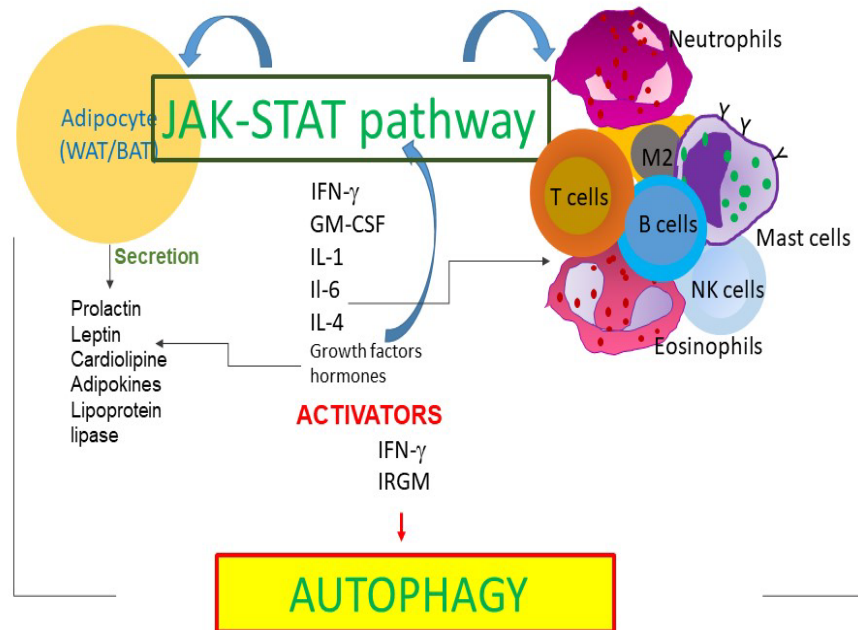 Neutrophils
Adipocyte
(WAT/BAT)
JAK-STAT pathway
M2
T cells
B cells
Mast cells
NK cells
Eosinophils
IFN-γ
GM-CSF
IL-1
Il-6
IL-4
Growth factors
hormones
Secretion
Prolactin
Leptin
Cardiolipine
Adipokines
Lipoprotein
lipase
ACTIVATORS
IFN-γ
IRGM
AUTOPHAGY